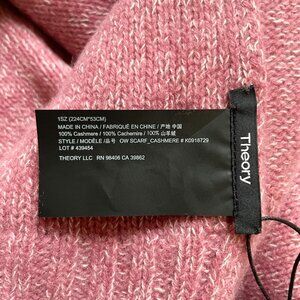 1SZ (224CM*53CM)
MADE IN CHINA / FABRIQUÉ EN CHINE / 产地 中国
100% Cashmere / 100% Cachemire / 100% 山羊绒
STYLE / MODÈLE /品号 OW SCARF_CASHMERE # K0918729
LOT # 439454
THEORY LLC RN 98406 CA 39862
Theory